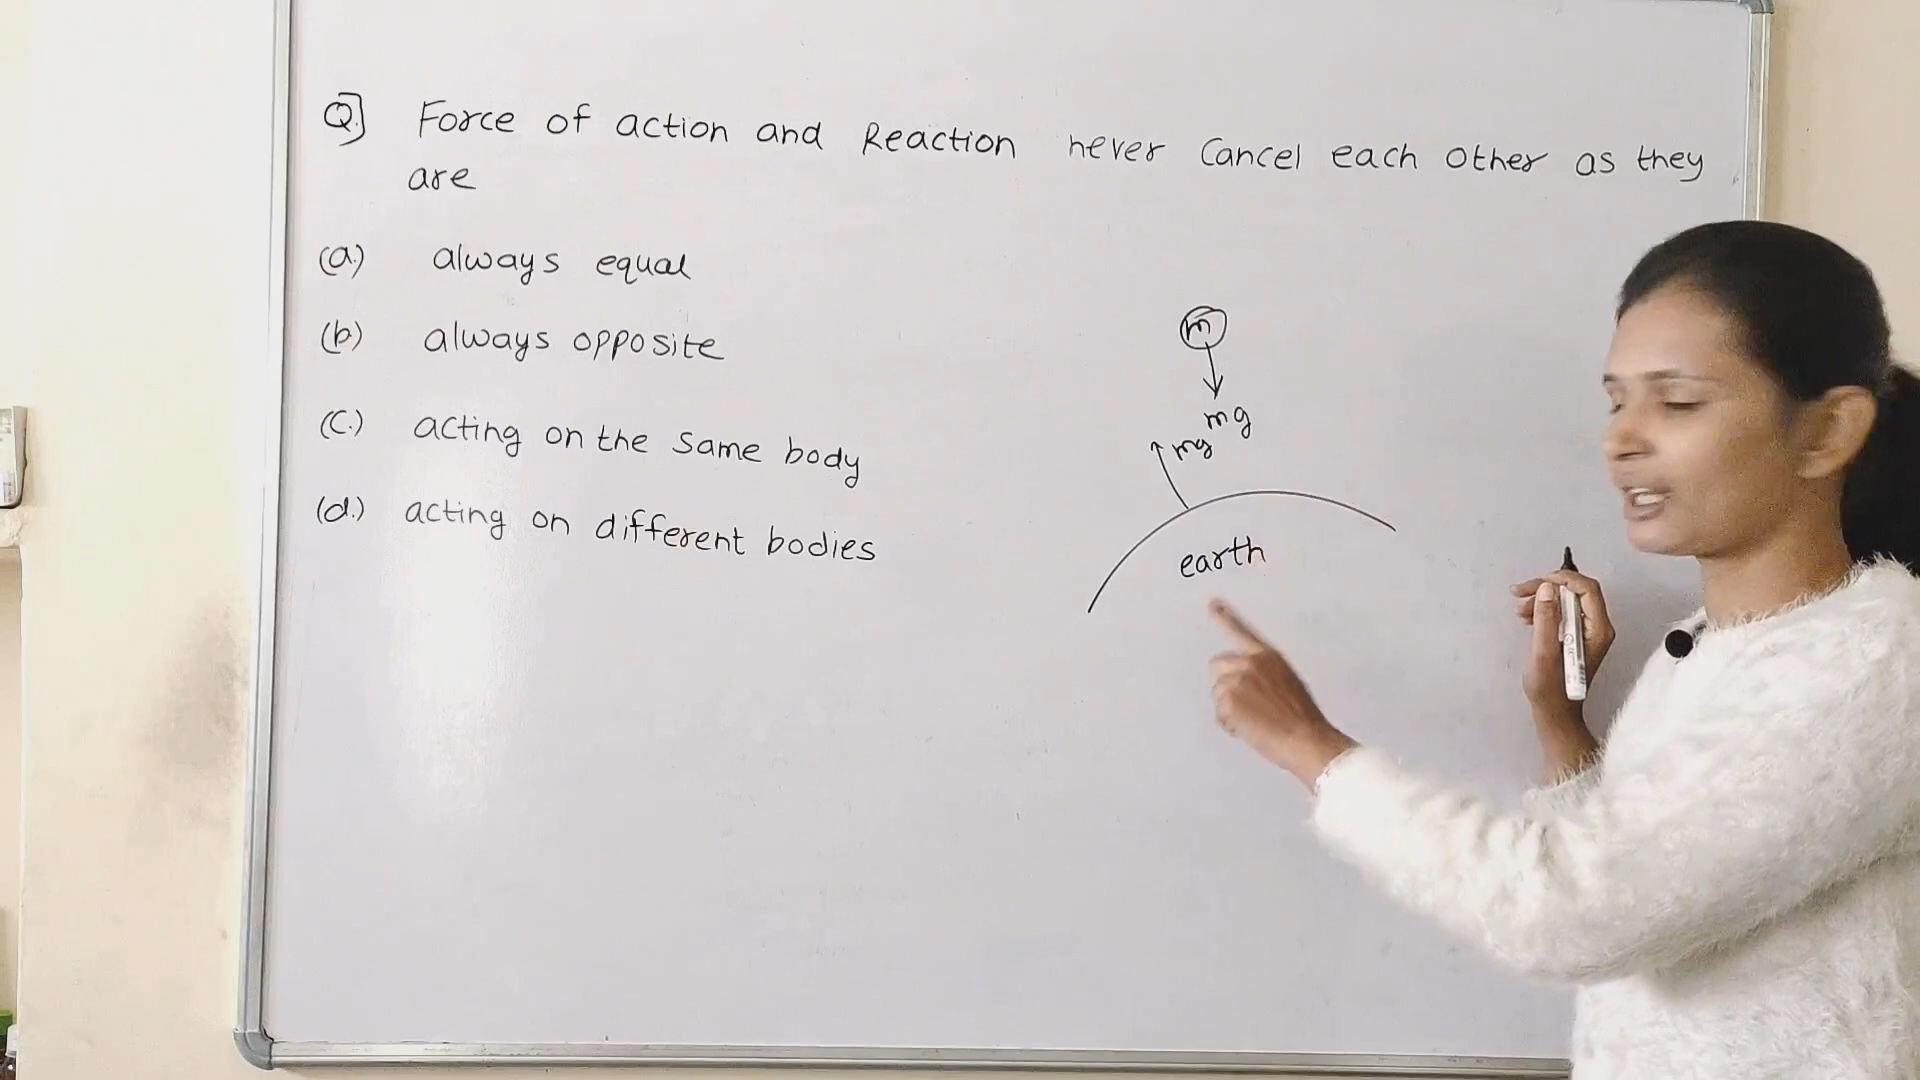 Q.] Force of action and Reaction never cancel each other as they
are
(a.) always equal
(b) always opposite
(c.) acting on the same body
(d.) acting on different bodies
m
mg
mg
earth